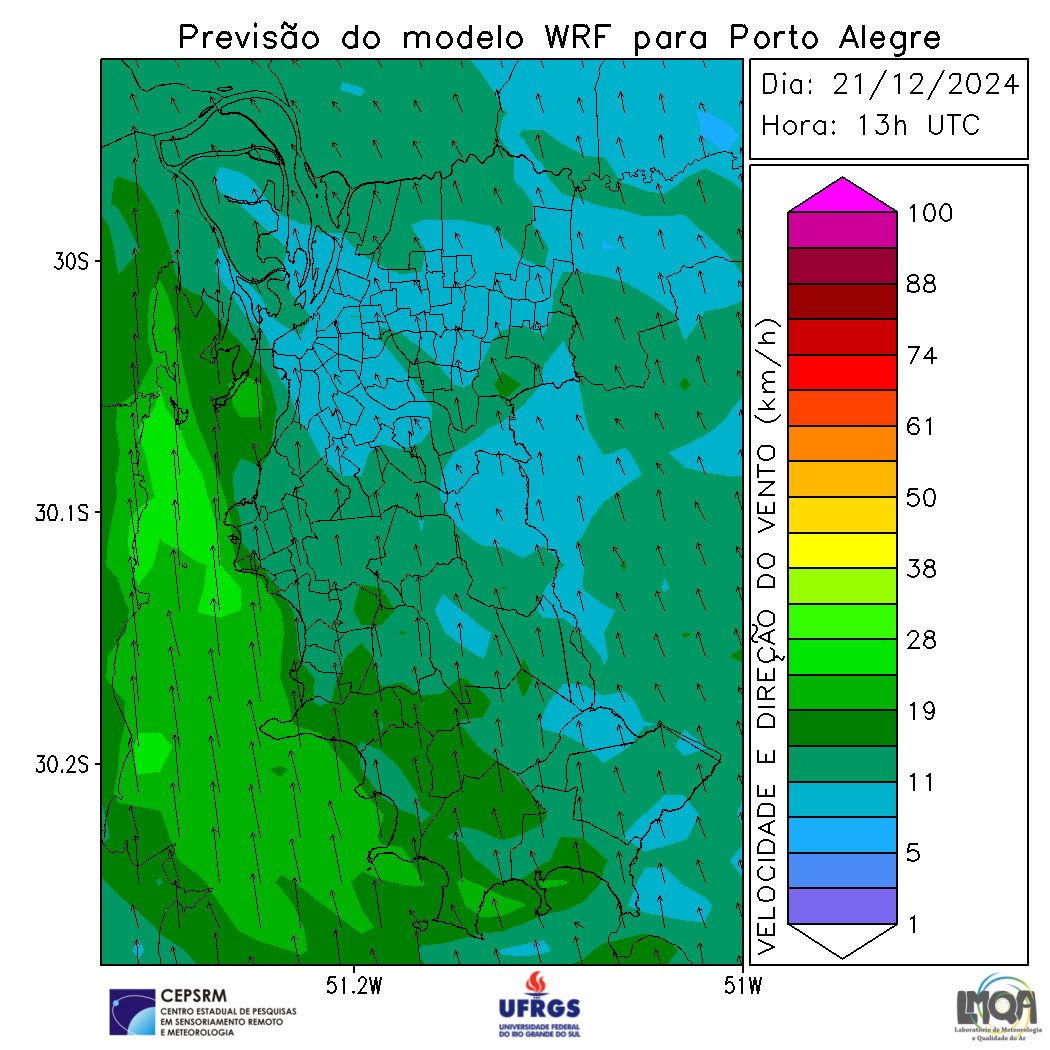 Previsão do modelo WRF para Porto Alegre
Dia: 21/12/2024
Hora: 13h UTC
30S
30.1S
30.2S
51.2W
51W
VELOCIDADE E DIREÇÃO DO VENTO (km/h)
100
88
74
61
50
38
28
19
11
5
1
CEPSRM
CENTRO ESTADUAL DE PESQUISAS
EM SENSORIAMENTO REMOTO
E METEOROLOGIA
UFRGS
UNIVERSIDADE FEDERAL
DO RIO GRANDE DO SUL
LMQA
Laboratório de Meteorologia
e Qualidade do Ar